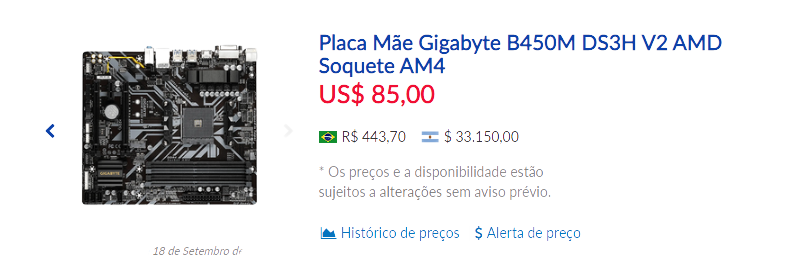 Placa Mãe Gigabyte B450M DS3H V2 AMD
Soquete AM4
US$ 85,00
R$ 443,70 $ 33.150,00
* Os preços e a disponibilidade estão
sujeitos a alterações sem aviso prévio.
Histórico de preços $ Alerta de preço
GIGABYTE
18 de Setembro de